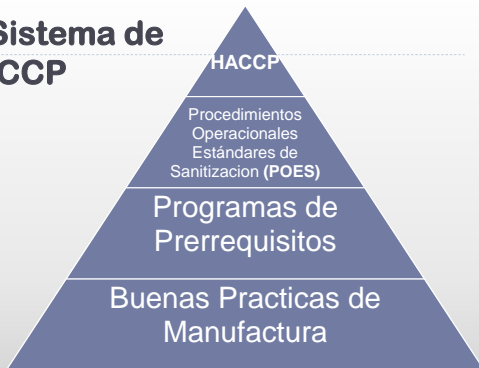 Sistema de
CCP
HACCP
Procedimientos
Operacionales
Estándares de
Sanitizacion (POES)
Programas de
Prerrequisitos
Buenas Practicas de
Manufactura